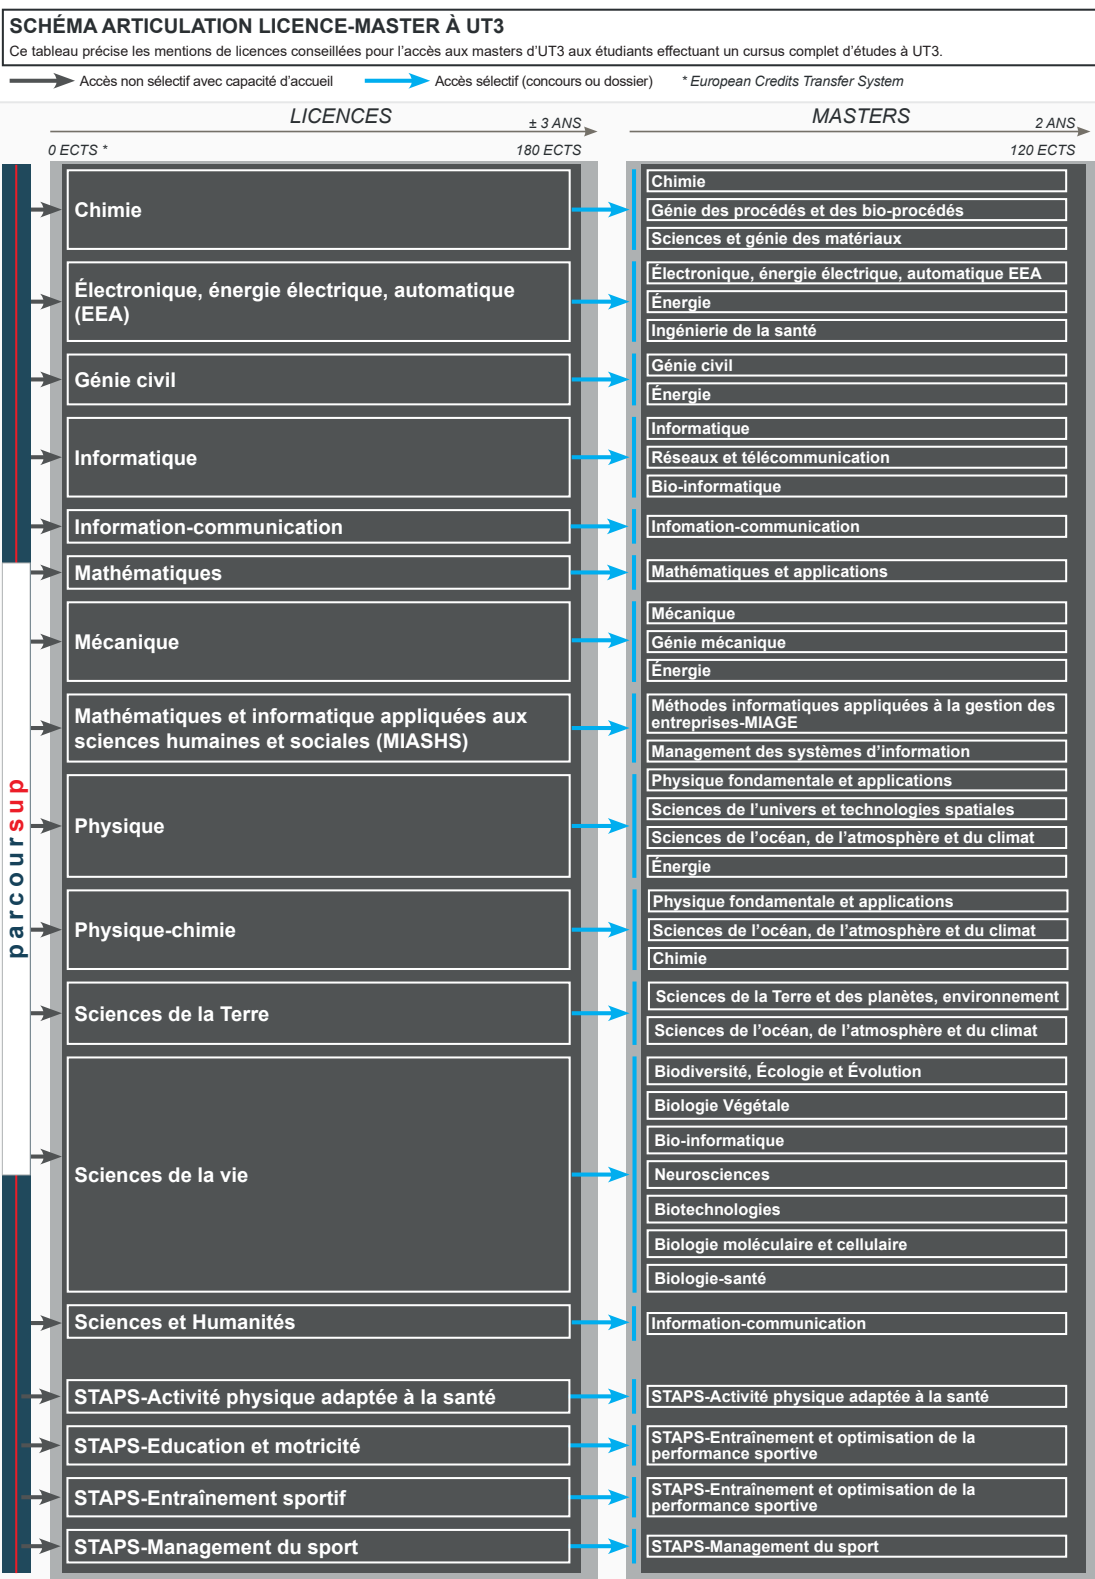 SCHÉMA ARTICULATION LICENCE-MASTER À UT3
Ce tableau précise les mentions de licences conseillées pour l'accès aux masters d'UT3 aux étudiants effectuant un cursus complet d'études à UT3.
Accès non sélectif avec capacité d'accueil
Accès sélectif (concours ou dossier)
* European Credits Transfer System
LICENCES
± 3 ANS
MASTERS
2 ANS
0 ECTS *
180 ECTS
120 ECTS
parcoursup
Chimie
Chimie
Génie des procédés et des bio-procédés
Sciences et génie des matériaux
Électronique, énergie électrique, automatique
(EEA)
Électronique, énergie électrique, automatique EEA
Énergie
Ingénierie de la santé
Génie civil
Génie civil
Énergie
Informatique
Informatique
Réseaux et télécommunication
Bio-informatique
Information-communication
Infomation-communication
Mathématiques
Mathématiques et applications
Mécanique
Mécanique
Génie mécanique
Énergie
Mathématiques et informatique appliquées aux
sciences humaines et sociales (MIASHS)
Méthodes informatiques appliquées à la gestion des
entreprises-MIAGE
Management des systèmes d'information
Physique
Physique fondamentale et applications
Sciences de l'univers et technologies spatiales
Sciences de l'océan, de l'atmosphère et du climat
Énergie
Physique-chimie
Physique fondamentale et applications
Sciences de l'océan, de l'atmosphère et du climat
Chimie
Sciences de la Terre
Sciences de la Terre et des planètes, environnement
Sciences de l'océan, de l'atmosphère et du climat
Sciences de la vie
Biodiversité, Écologie et Évolution
Biologie Végétale
Bio-informatique
Neurosciences
Biotechnologies
Biologie moléculaire et cellulaire
Biologie-santé
Sciences et Humanités
Information-communication
STAPS-Activité physique adaptée à la santé
STAPS-Activité physique adaptée à la santé
STAPS-Education et motricité
STAPS-Entraînement et optimisation de la
performance sportive
STAPS-Entraînement sportif
STAPS-Entraînement et optimisation de la
performance sportive
STAPS-Management du sport
STAPS-Management du sport